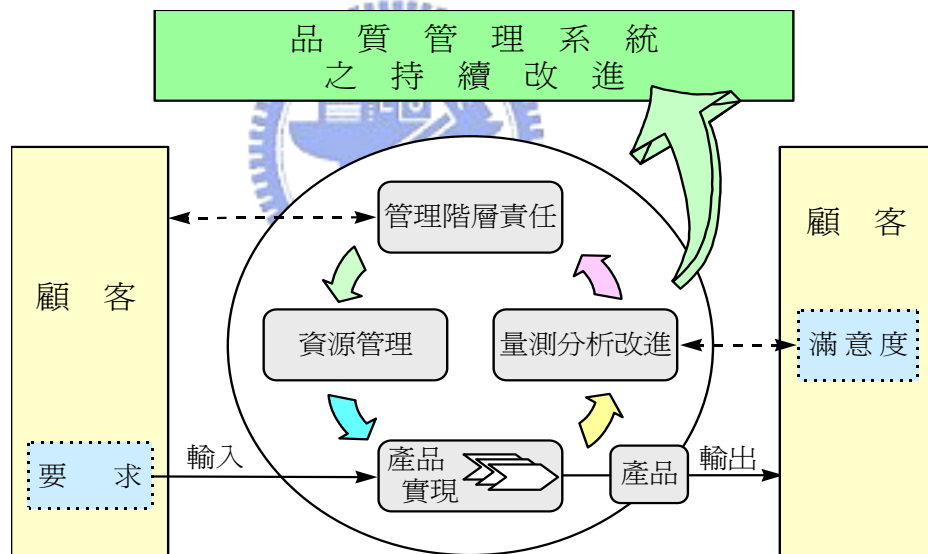 品質管理系統
之持續改進
顧客
管理階層責任
顧客
資源管理
量測分析改進
滿意度
要求
輸入
產品
實現
產品
輸出